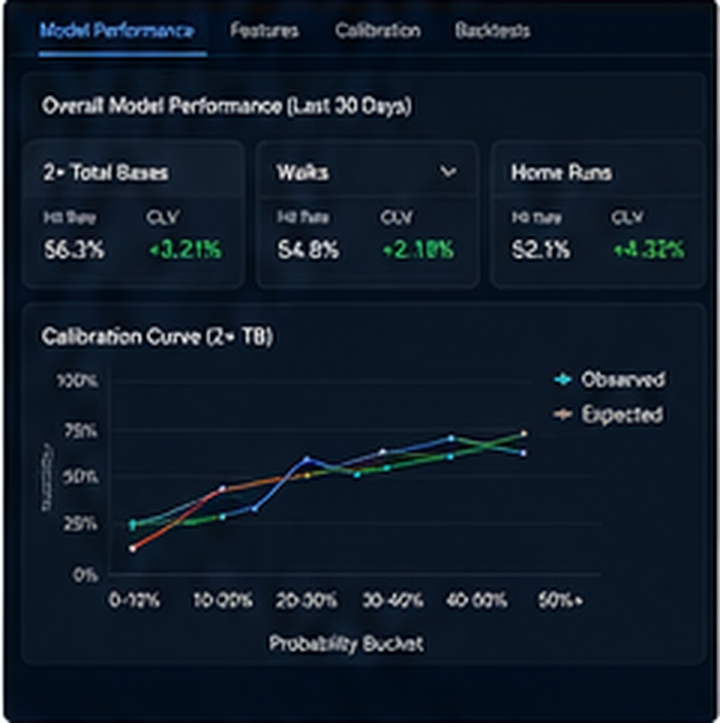 Model Performance Features Calibration Backtests
Overall Model Performance (Last 30 Days)
2+ Total Bases Walks Home Runs
Hit Rate CLV Hit Rate CLV Hit Rate CLV
56.3% +3.21% 54.8% +2.18% 52.1% +4.32%
Calibration Curve (2+ TB)
100%
Observed
Expected
75%
50%
25%
0%
0-10% 10-20% 20-30% 30-40% 40-50% 50%+
Probability Bucket